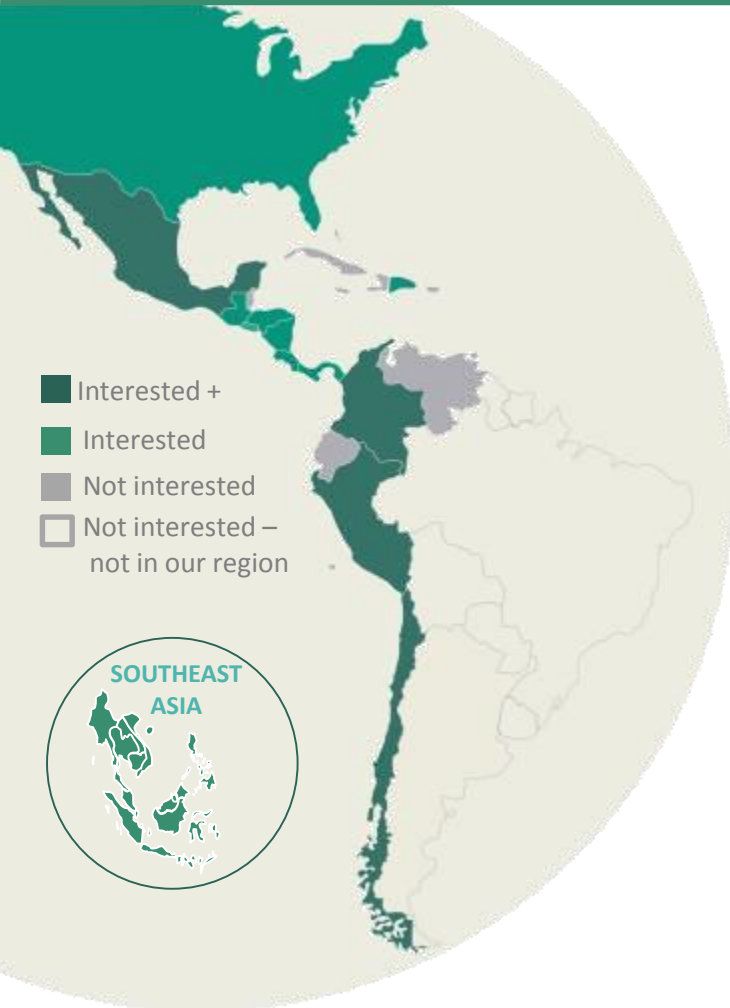 Interested +
Interested
Not interested
Not interested –
not in our region
SOUTHEAST
ASIA